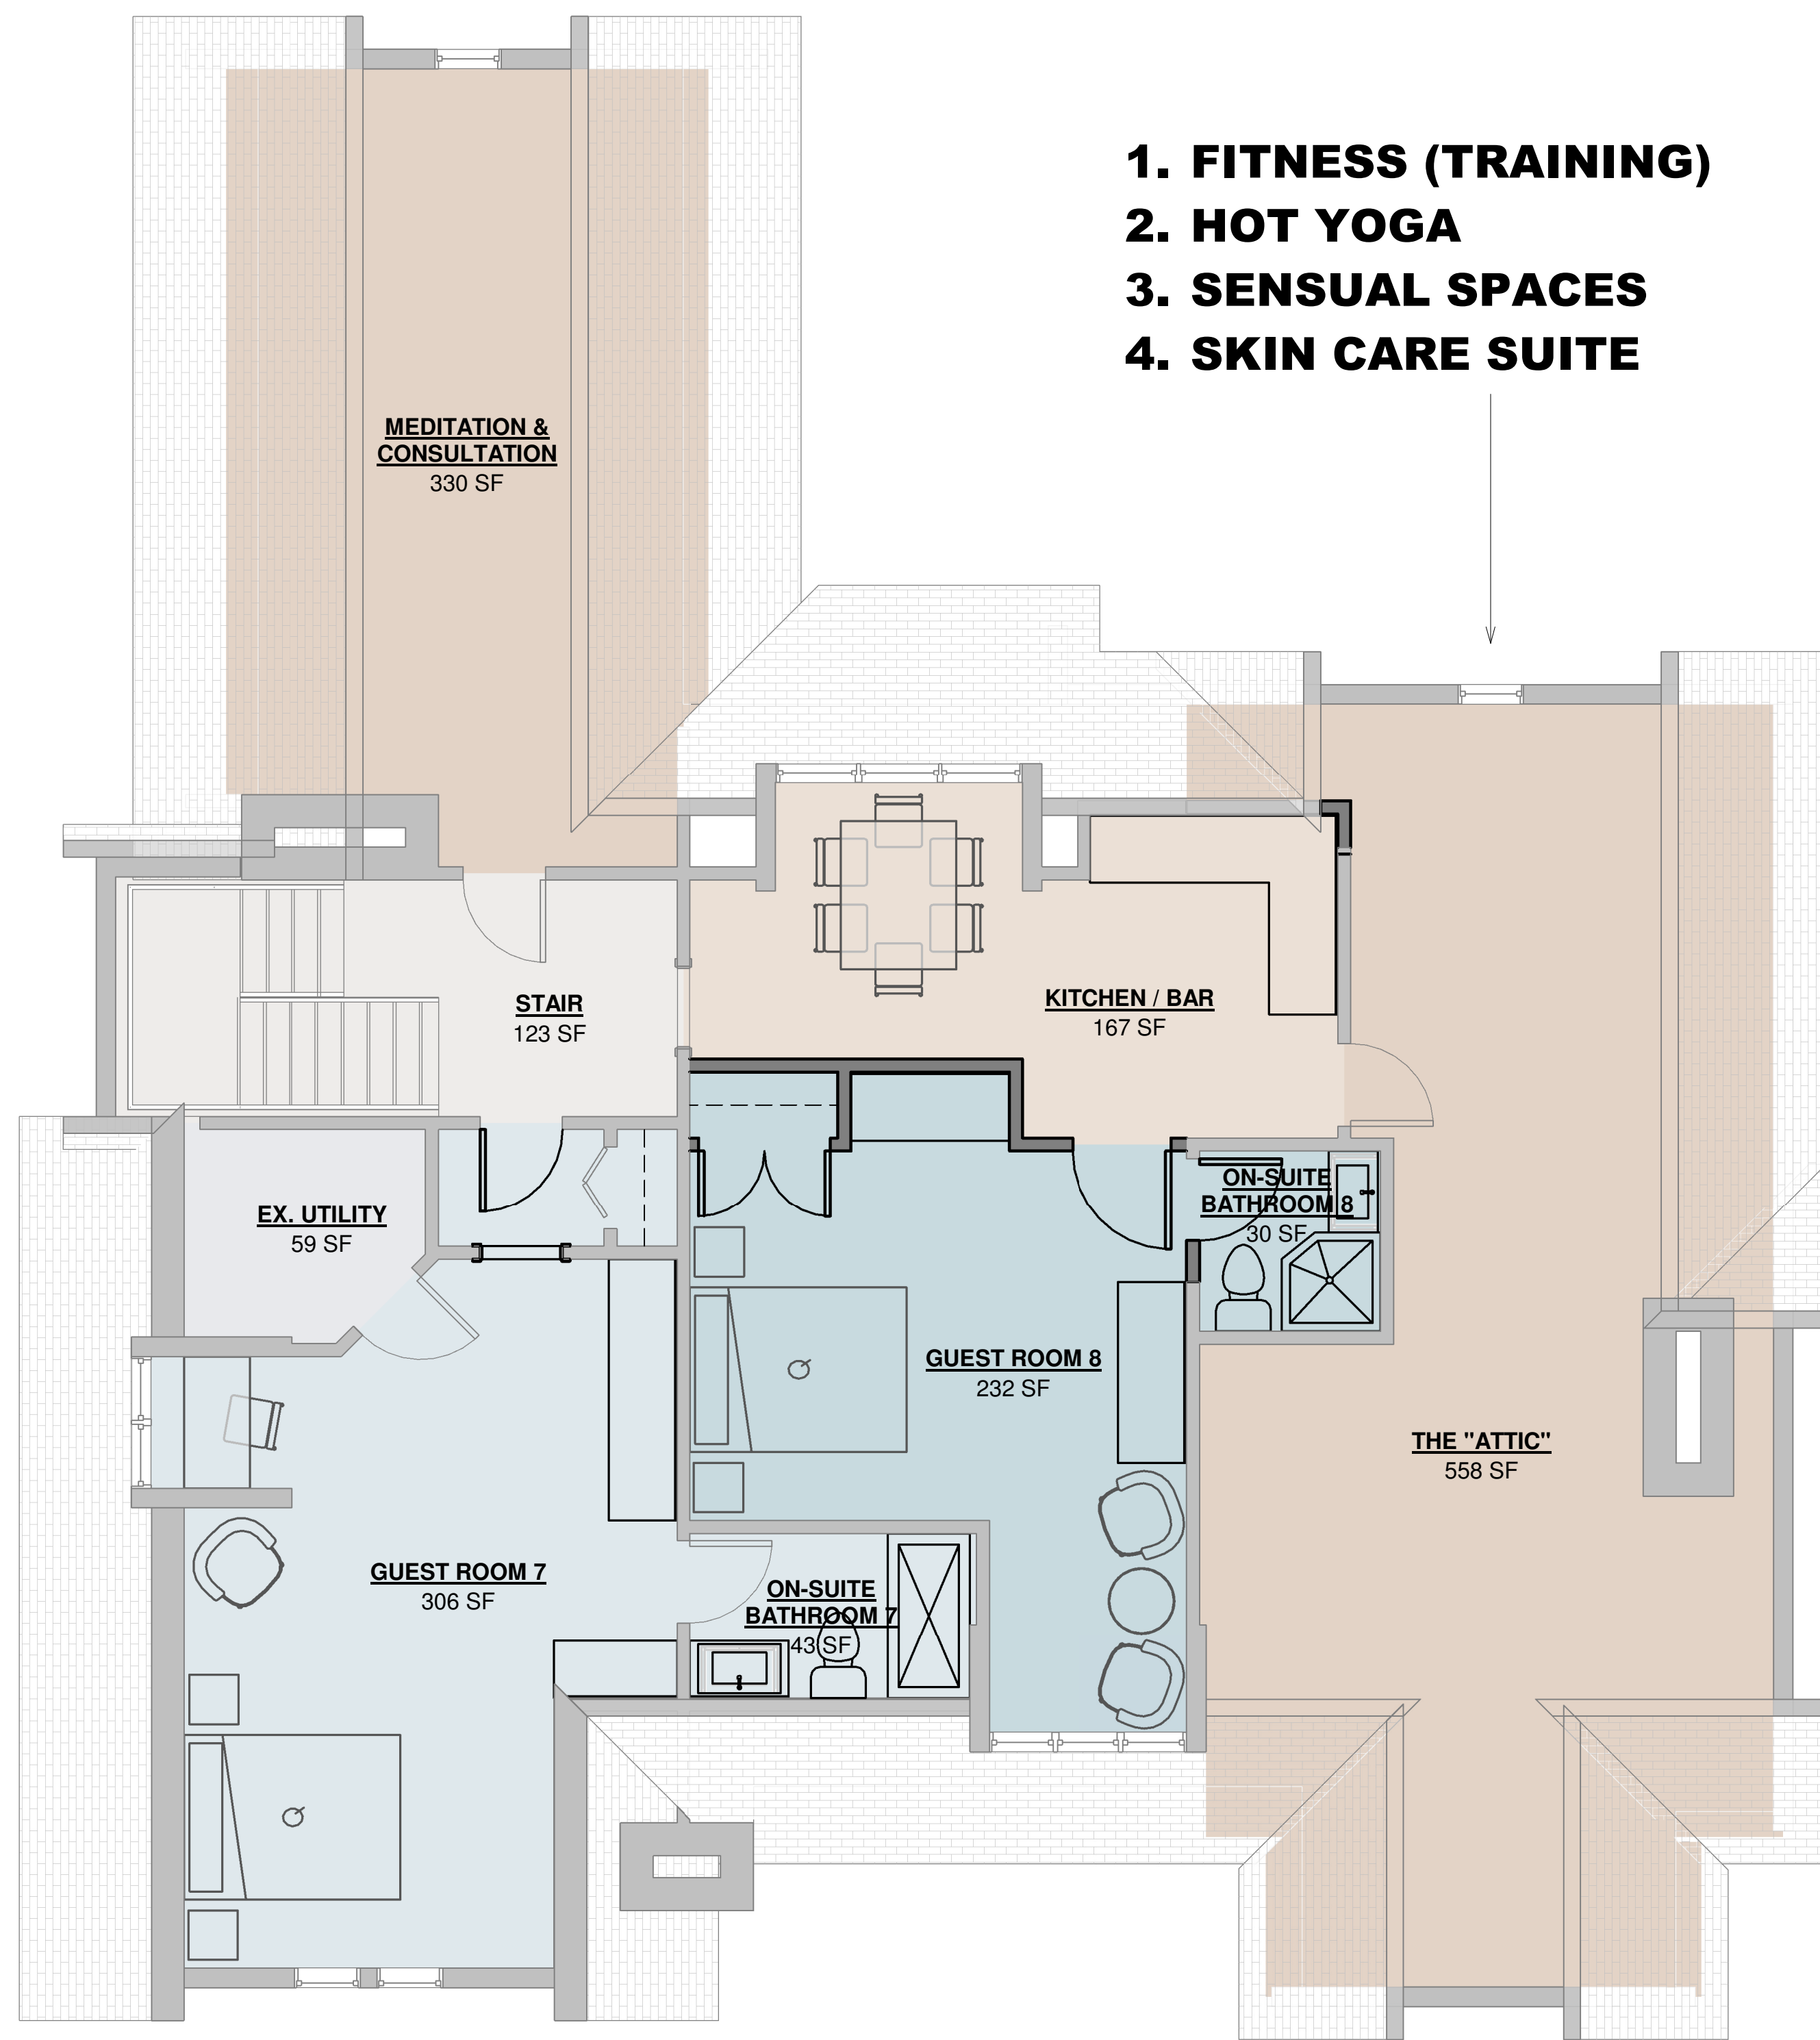 1. FITNESS (TRAINING)
2. HOT YOGA
3. SENSUAL SPACES
4. SKIN CARE SUITE
MEDITATION &
CONSULTATION
330 SF
STAIR
123 SF
KITCHEN / BAR
167 SF
EX. UTILITY
59 SF
ON-SUITE
BATHROOM 8
30 SF
GUEST ROOM 8
232 SF
THE "ATTIC"
558 SF
GUEST ROOM 7
306 SF
ON-SUITE
BATHROOM 7
43 SF